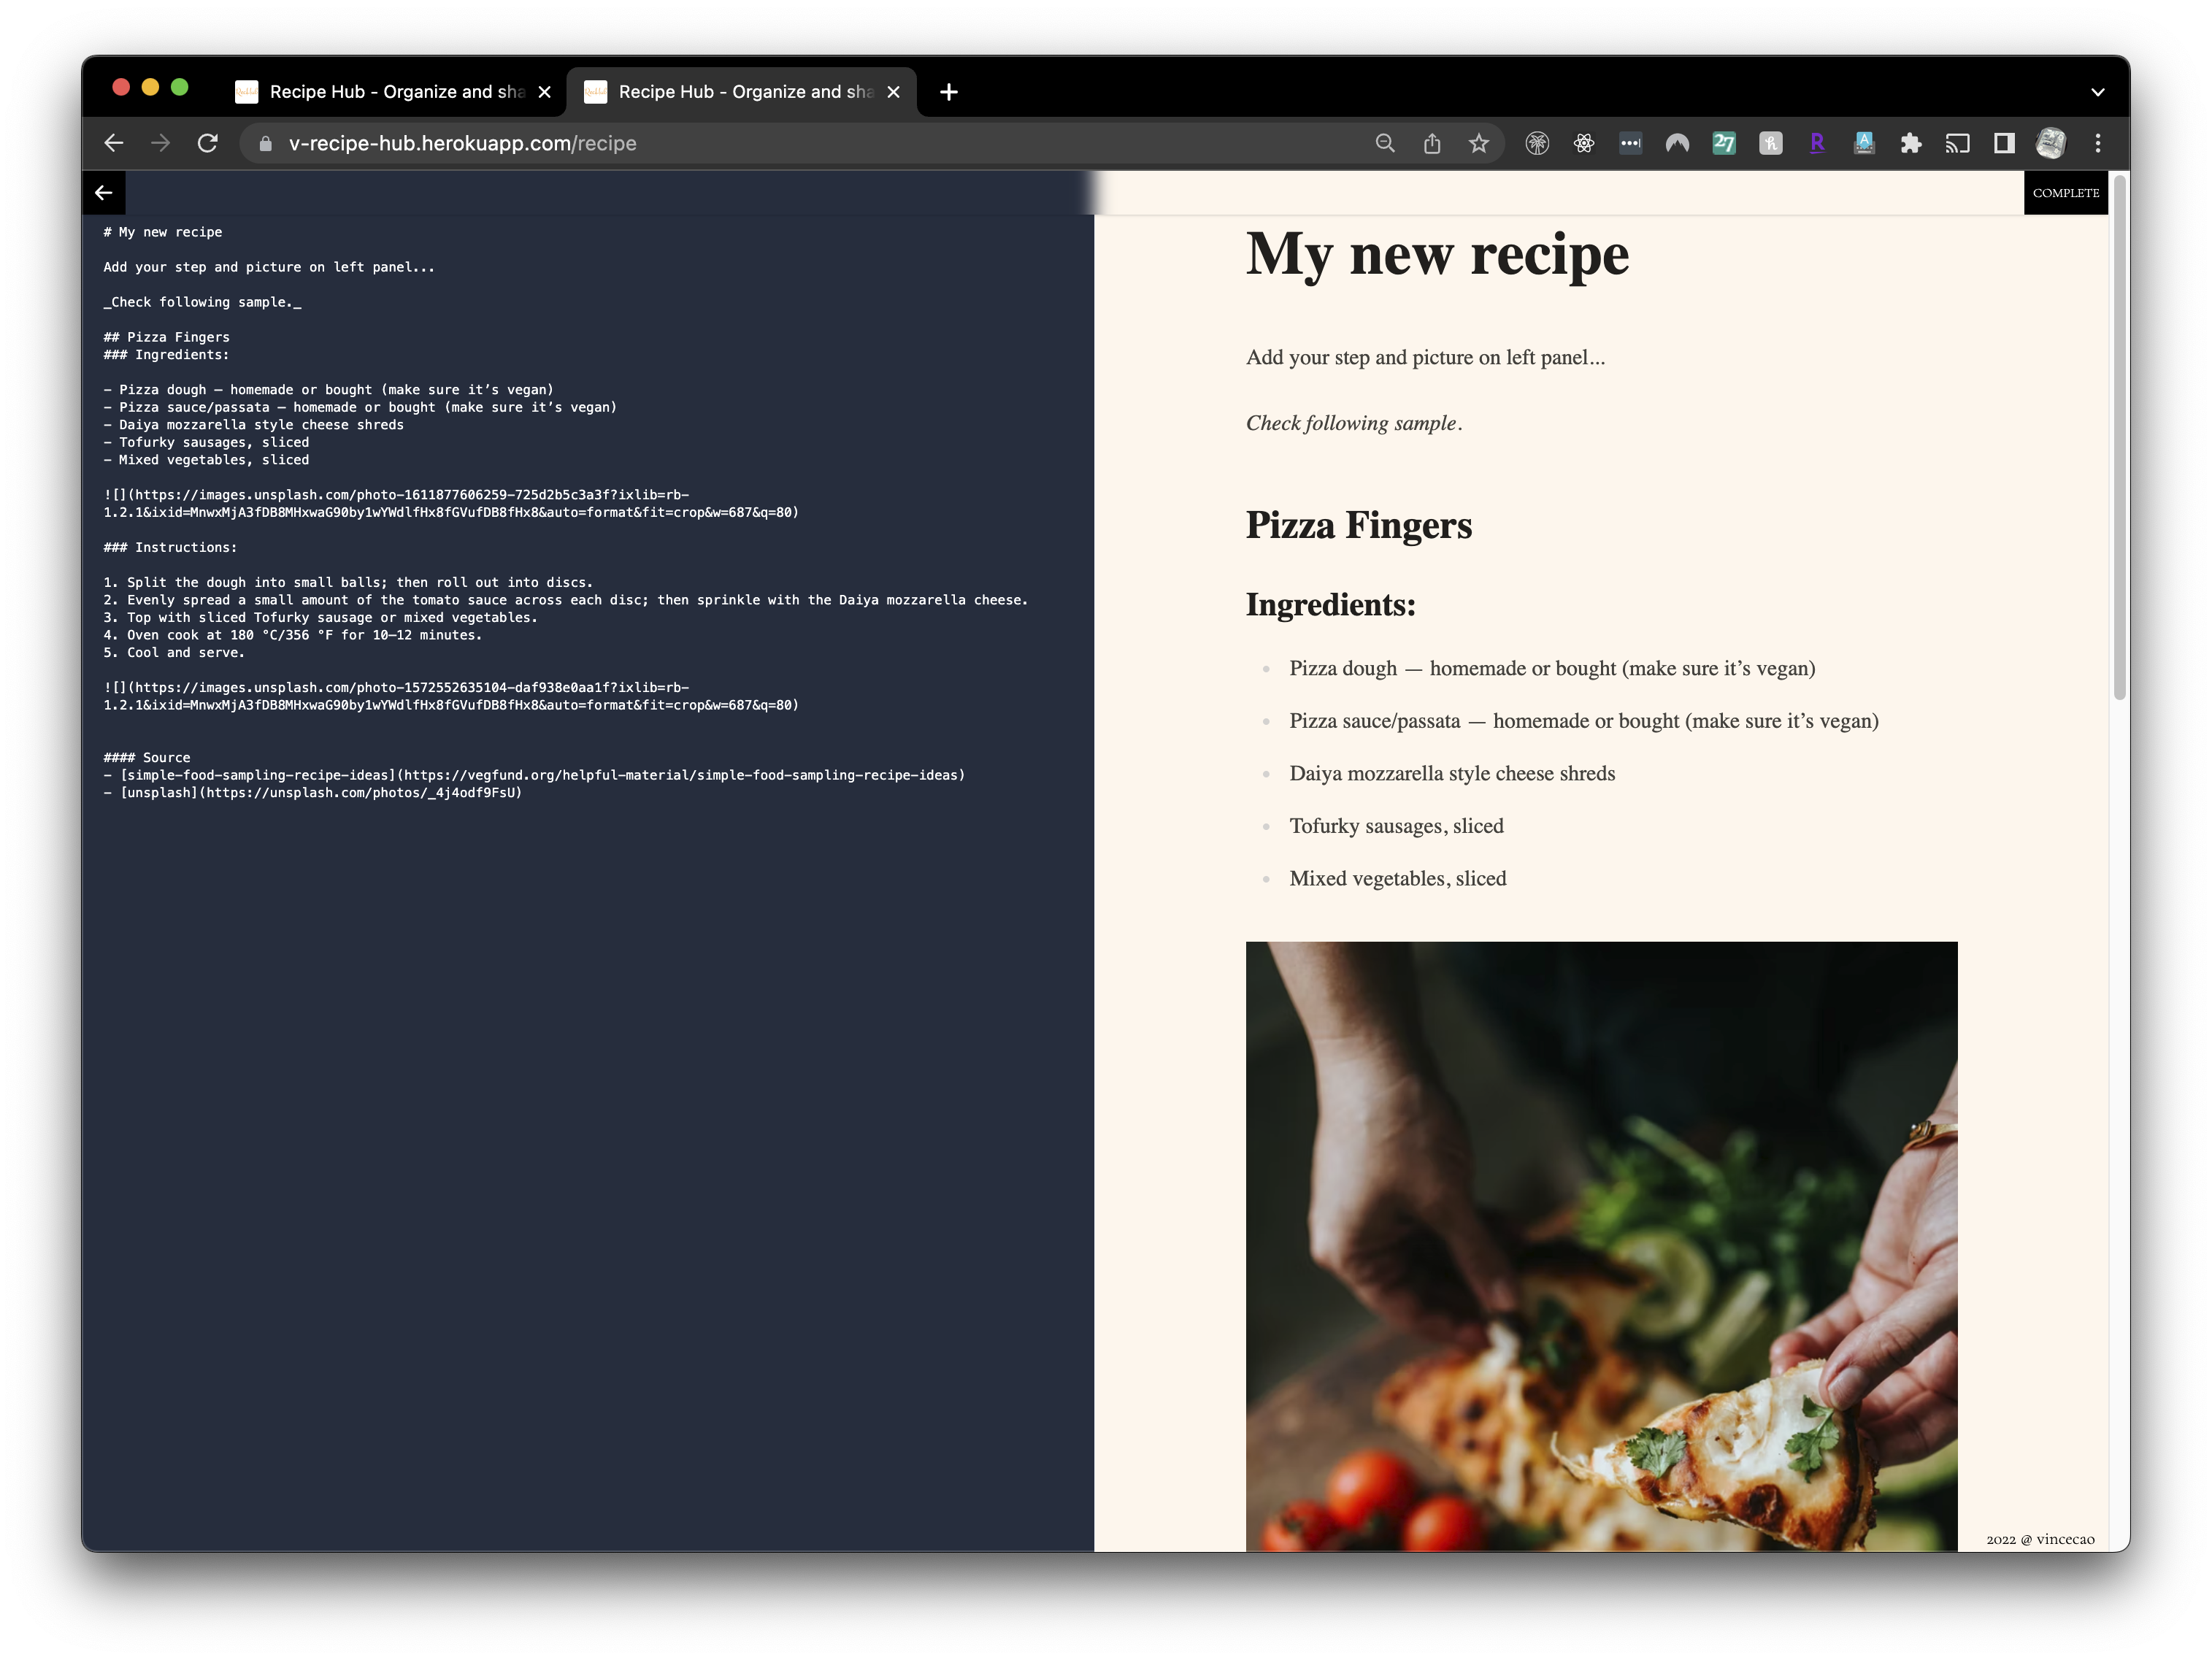 Recipe Hub - Organize and sha
Recipe Hub - Organize and sha
v-recipe-hub.herokuapp.com/recipe
27
R
A
COMPLETE
# My new recipe
Add your step and picture on left panel...
_Check following sample._
## Pizza Fingers
### Ingredients:
- Pizza dough — homemade or bought (make sure it’s vegan)
- Pizza sauce/passata — homemade or bought (make sure it’s vegan)
- Daiya mozzarella style cheese shreds
- Tofurky sausages, sliced
- Mixed vegetables, sliced
![](https://images.unsplash.com/photo-1611877606259-725d2b5c3a3f?ixlib=rb-
1.2.1&ixid=MnwxMjA3fDB8MHxwaG90by1wYWdlfHx8fGVufDB8fHx8&auto=format&fit=crop&w=687&q=80)
### Instructions:
1. Split the dough into small balls; then roll out into discs.
2. Evenly spread a small amount of the tomato sauce across each disc; then sprinkle with the Daiya mozzarella cheese.
3. Top with sliced Tofurky sausage or mixed vegetables.
4. Oven cook at 180 °C/356 °F for 10–12 minutes.
5. Cool and serve.
![](https://images.unsplash.com/photo-1572552635104-daf938e0aa1f?ixlib=rb-
1.2.1&ixid=MnwxMjA3fDB8MHxwaG90by1wYWdlfHx8fGVufDB8fHx8&auto=format&fit=crop&w=687&q=80)
#### Source
- [simple-food-sampling-recipe-ideas](https://vegfund.org/helpful-material/simple-food-sampling-recipe-ideas)
- [unsplash](https://unsplash.com/photos/_4j4odf9FsU)
My new recipe
Add your step and picture on left panel...
Check following sample.
Pizza Fingers
Ingredients:
Pizza dough — homemade or bought (make sure it’s vegan)
Pizza sauce/passata — homemade or bought (make sure it’s vegan)
Daiya mozzarella style cheese shreds
Tofurky sausages, sliced
Mixed vegetables, sliced
2022 @ vincecao